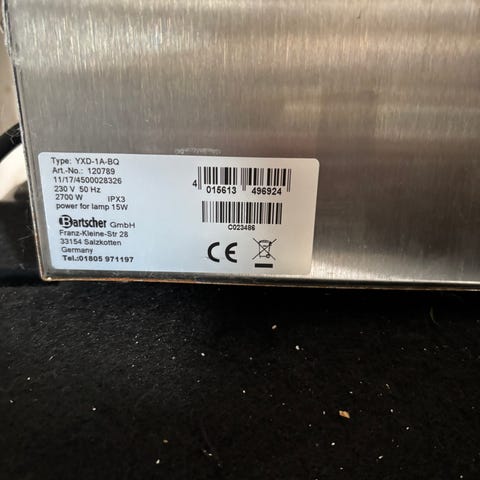 Type: YXD-1A-BQ
Art.-No.: 120789
11/17/4500028326
230 V 50 Hz
2700 W IPX3
power for lamp 15W
Bartscher GmbH
Franz-Kleine-Str 28
33154 Salzkotten
Germany
Tel.:01805 971197
4 015613 496924
C023486
CE